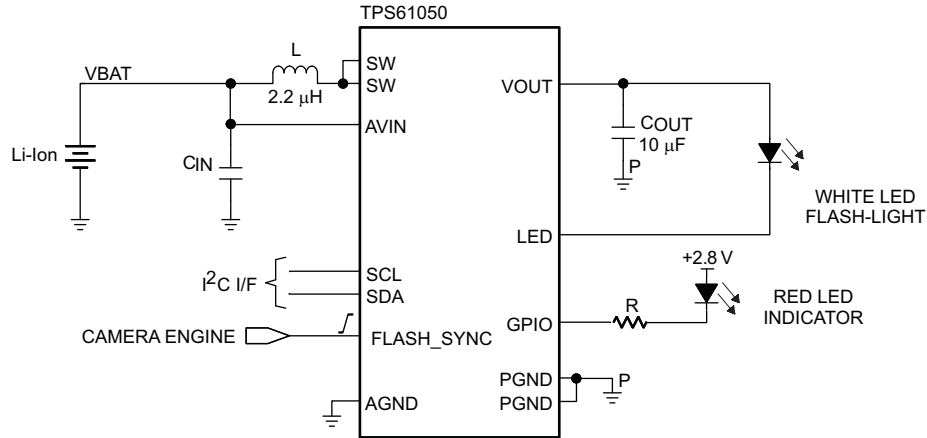 TPS61050
L
SW
VBAT
SW
2.2 μH
VOUT
AVIN
COUT
10 μF
Li-Ion
CIN
P
WHITE LED
FLASH-LIGHT
LED
+2.8 V
I2C I/F
SCL
SDA
R
RED LED
INDICATOR
GPIO
CAMERA ENGINE
FLASH_SYNC
PGND
P
AGND
PGND